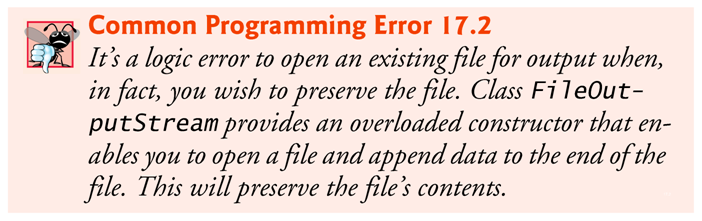 Common Programming Error 17.2
It's a logic error to open an existing file for output when,
in fact, you wish to preserve the file. Class FileOut-
putStream provides an overloaded constructor that en-
ables you to open a file and append data to the end of the
file. This will preserve the file's contents.